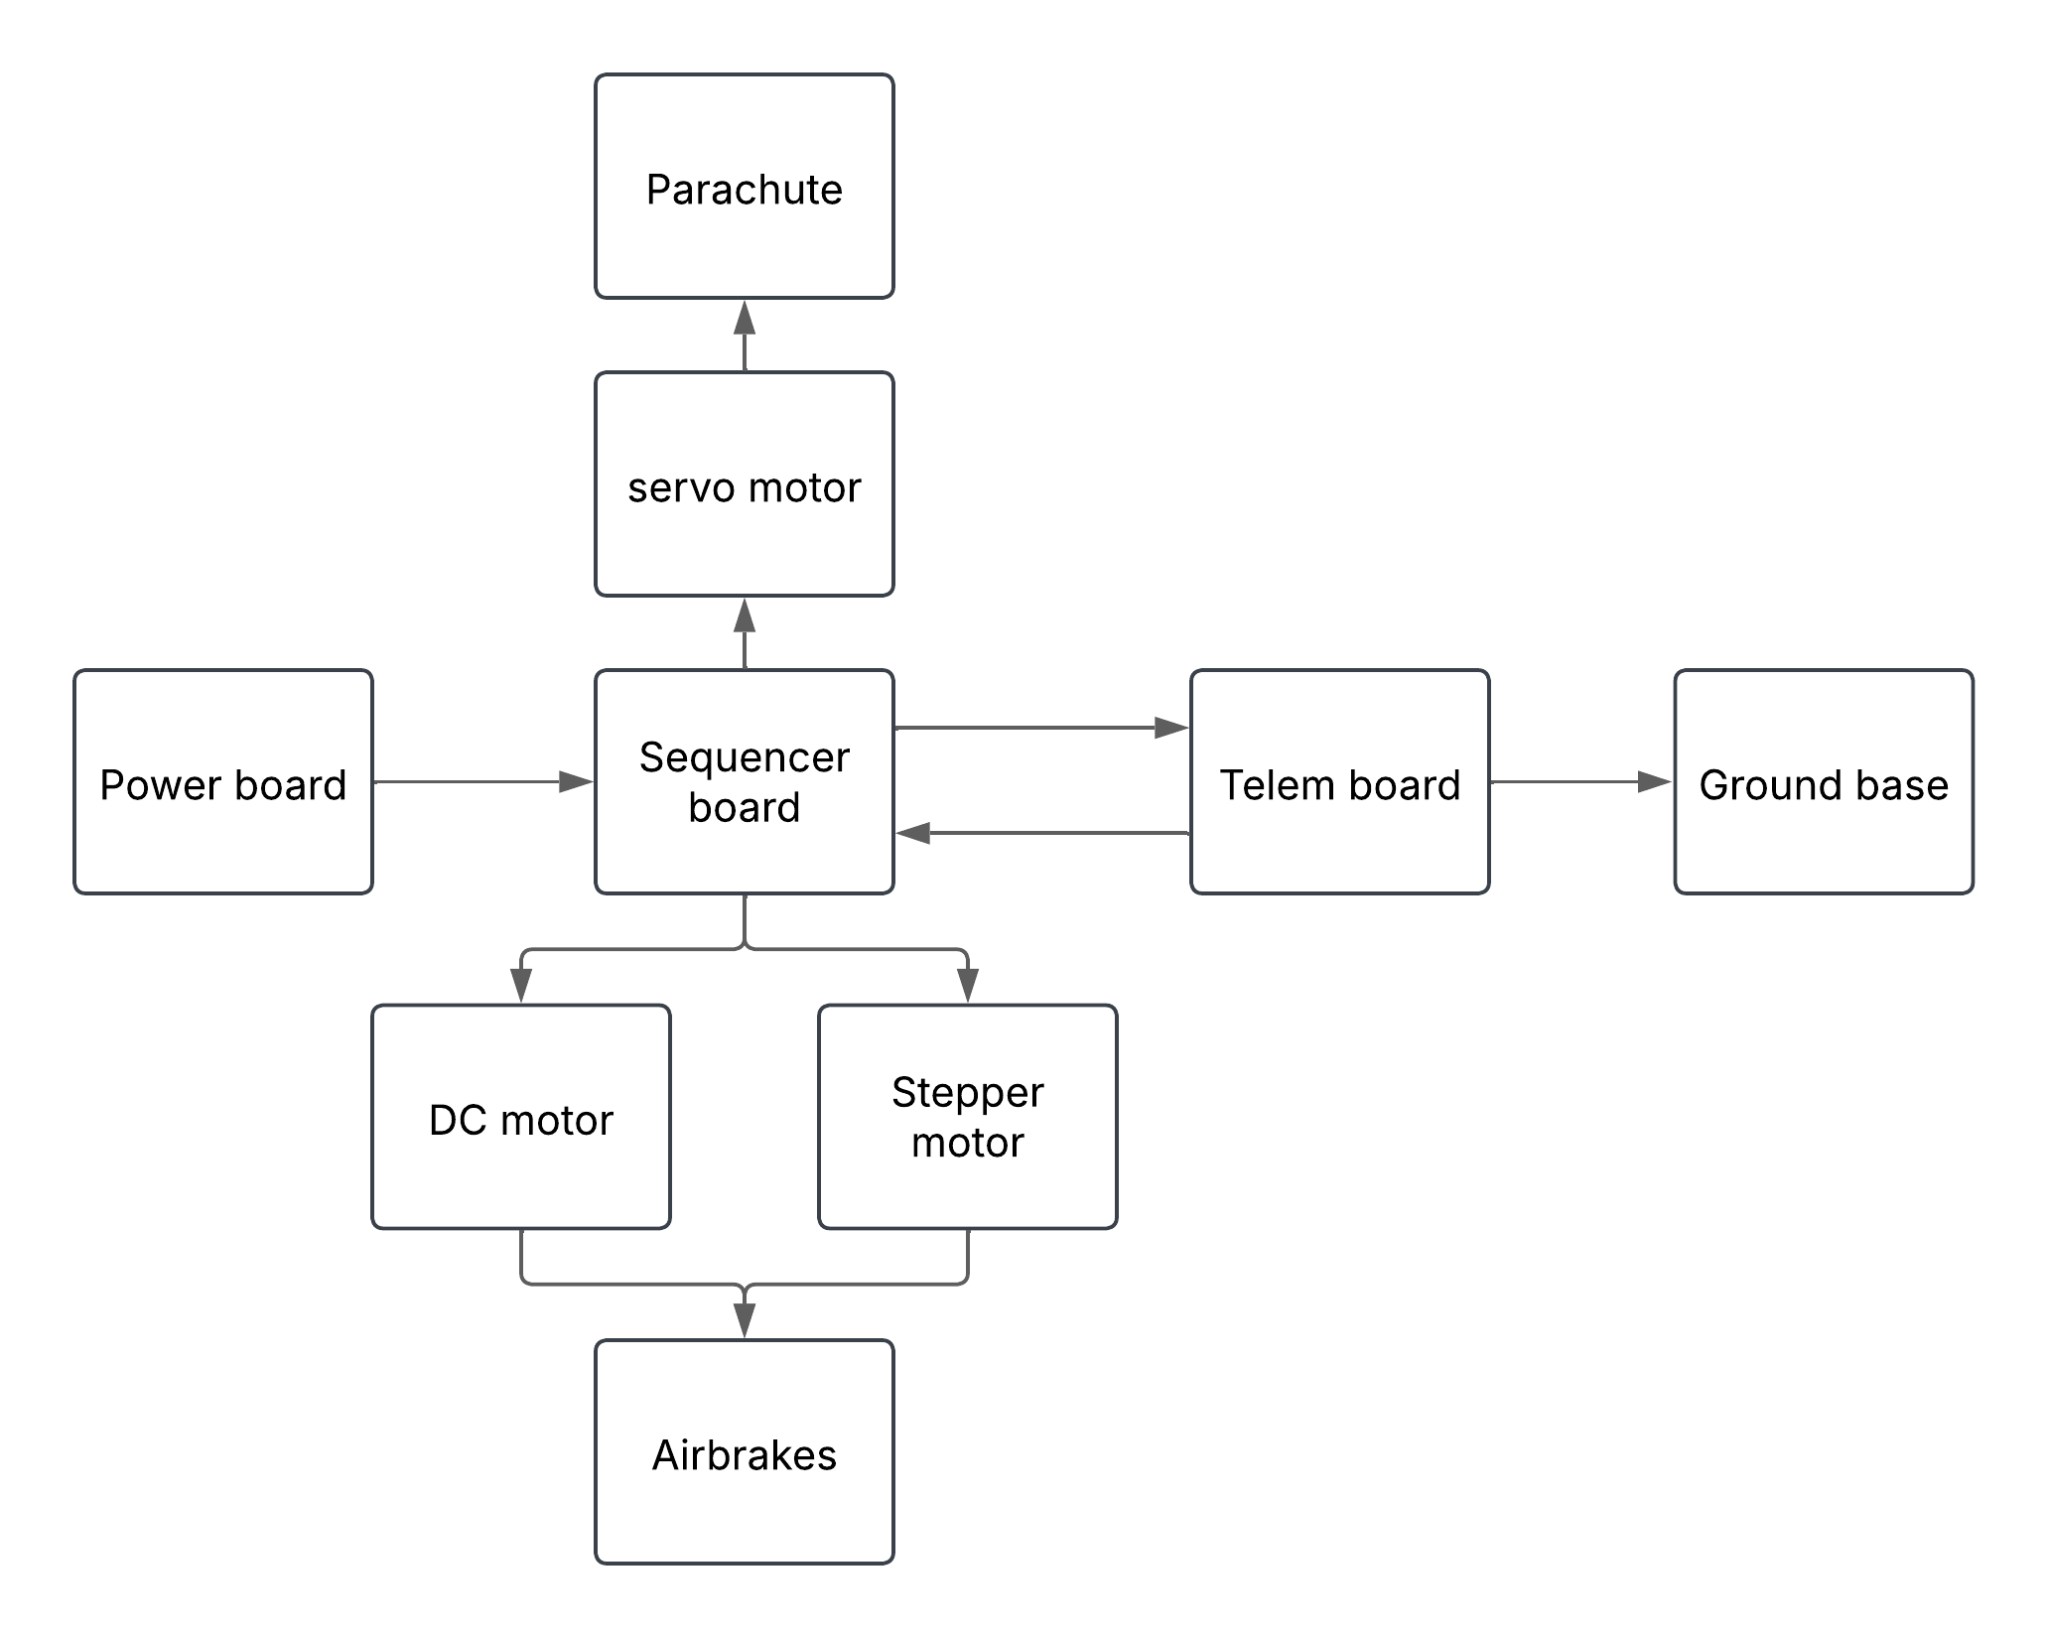 Parachute
servo motor
Power board
Sequencer
board
Telem board
Ground base
DC motor
Stepper
motor
Airbrakes